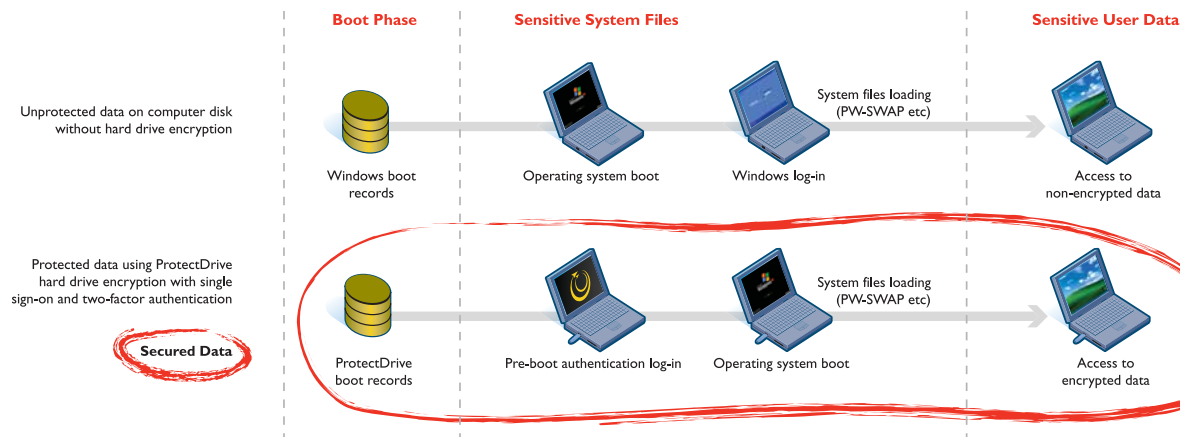 Boot Phase
Sensitive System Files
Sensitive User Data
Unprotected data on computer disk
without hard drive encryption
System files loading
(PW-SWAP etc)
Windows boot
records
Operating system boot
Windows log-in
Access to
non-encrypted data
Protected data using ProtectDrive
hard drive encryption with single
sign-on and two-factor authentication
System files loading
(PW-SWAP etc)
Secured Data
ProtectDrive
boot records
Pre-boot authentication log-in
Operating system boot
Access to
encrypted data